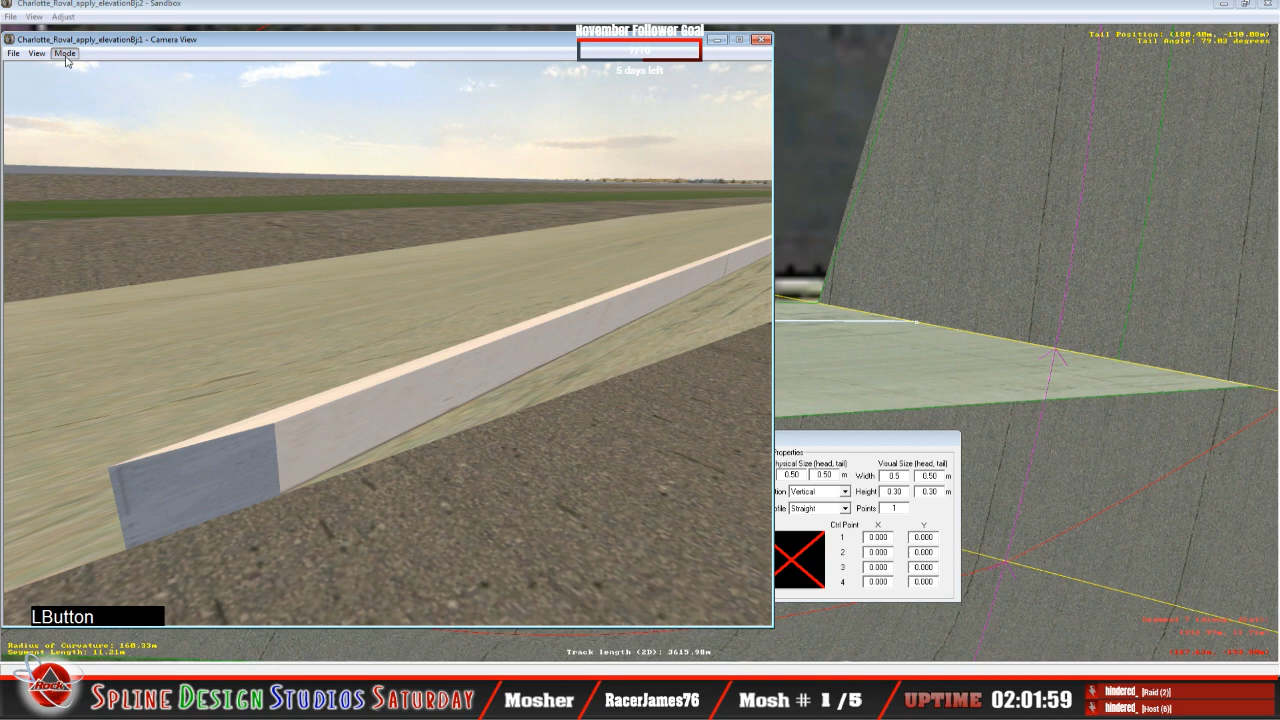 Charlotte_Roval_apply_elevationBj:2 - Sandbox
File View Adjust
Charlotte_Roval_apply_elevationBj:1 - Camera View
File View Mode
November Follower Goal
5 days left
Tail Position: (180.40m, -150.08m)
Tail Angle: 79.03 degrees
Properties
hysical Size (head, tail)
Visual Size (head, tail)
0.50 0.50 m Width 0.5 0.50 m
tion Vertical Height 0.30 0.30 m
ofile Straight Points 1
Ctrl Point X Y
1 0.000 0.000
2 0.000 0.000
3 0.000 0.000
4 0.000 0.000
LButton
Radius of Curvature: 160.33m
Segment Length: 11.21m
Track length (2D): 3615.98m
Rock
Spline Design Studios Saturday
Mosher
RacerJames76
Mosh # 1/5
UPTIME 02:01:59
hindered_ [Raid (2)]
hindered_ [Host (6)]